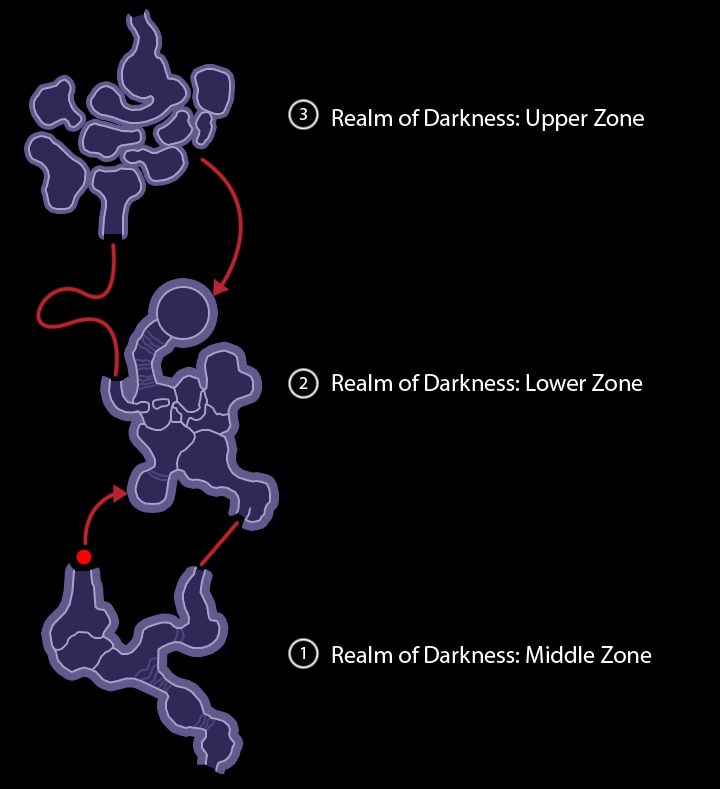 3 Realm of Darkness: Upper Zone
2 Realm of Darkness: Lower Zone
1 Realm of Darkness: Middle Zone